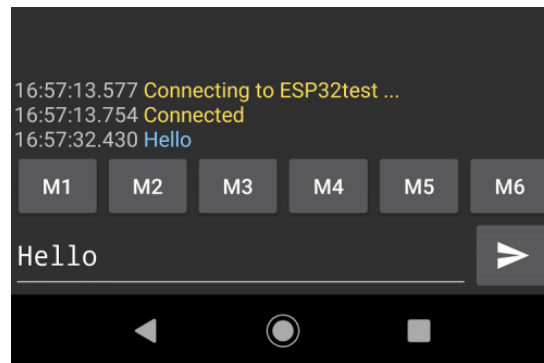 16:57:13.577 Connecting to ESP32test ...
16:57:13.754 Connected
16:57:32.430 Hello
M1 M2 M3 M4 M5 M6
Hello